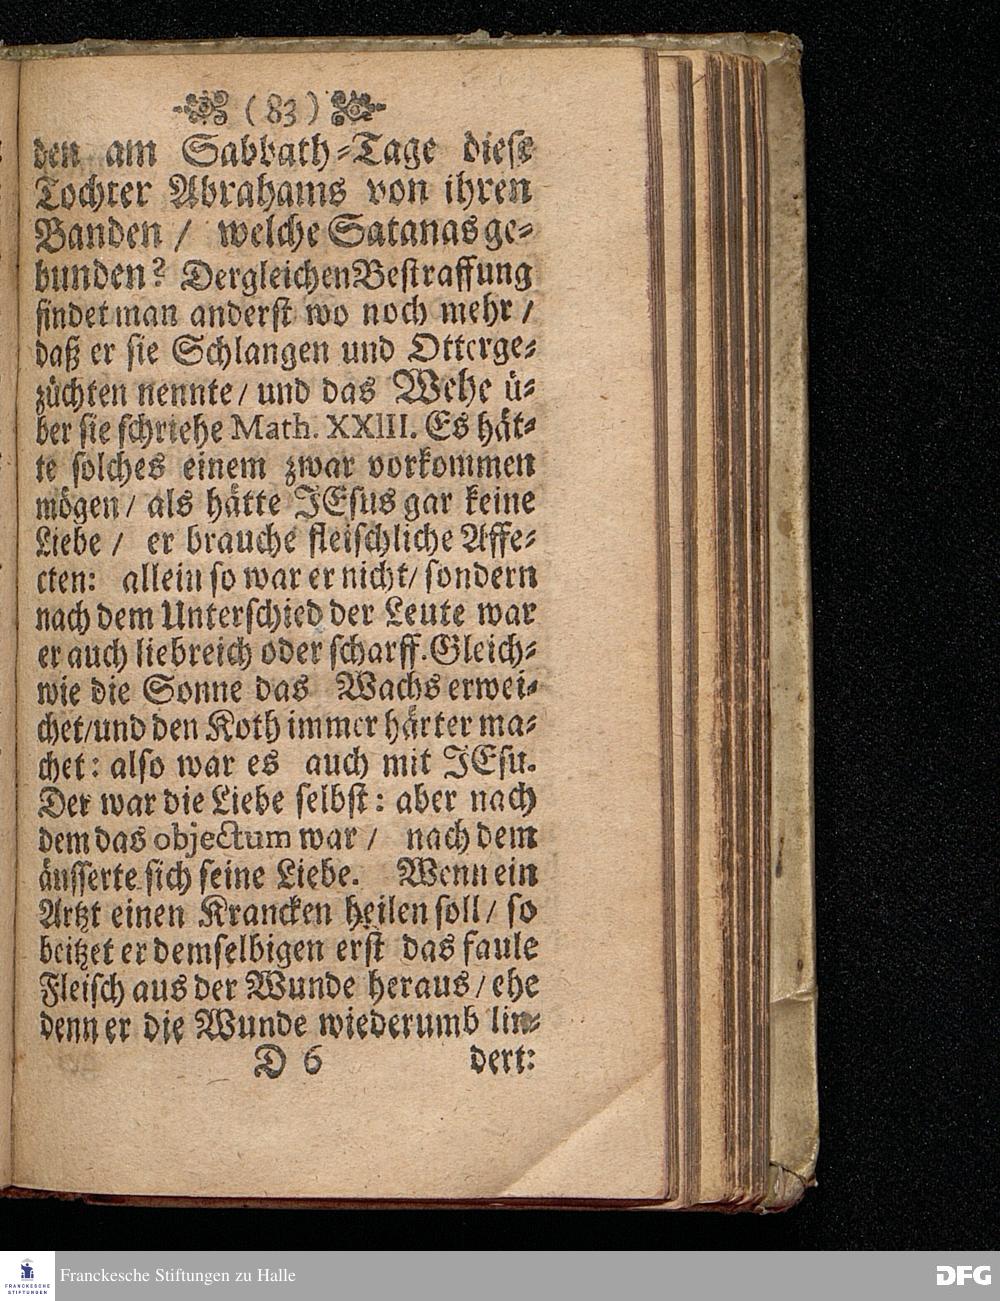 (83)
den am Sabbath-Tage diese
Tochter Abrahams von ihren
Banden / welche Satanas ge-
bunden? Dergleichen Bestraffung
findet man anderst wo noch mehr /
daß er sie Schlangen und Otterge-
züchten nennte / und das Wehe ü-
ber sie schriehe Math. XXIII. Es hät-
te solches einem zwar vorkommen
mögen / als hätte JEsus gar keine
Liebe / er brauche fleischliche Affe-
cten: allein so war er nicht / sondern
nach dem Unterschied der Leute war
er auch liebreich oder scharff. Gleich-
wie die Sonne das Wachs erwei-
chet / und den Koth immer härter ma-
chet: also war es auch mit JEsu.
Der war die Liebe selbst: aber nach
dem das objectum war / nach dem
äusserte sich seine Liebe. Wenn ein
Artzt einen Krancken heilen soll / so
beitzet er demselbigen erst das faule
Fleisch aus der Wunde heraus / ehe
denn er die Wunde wiederumb lin-
D 6 dert:
FRANCKESCHE STIFTUNGEN
Franckesche Stiftungen zu Halle
DFG